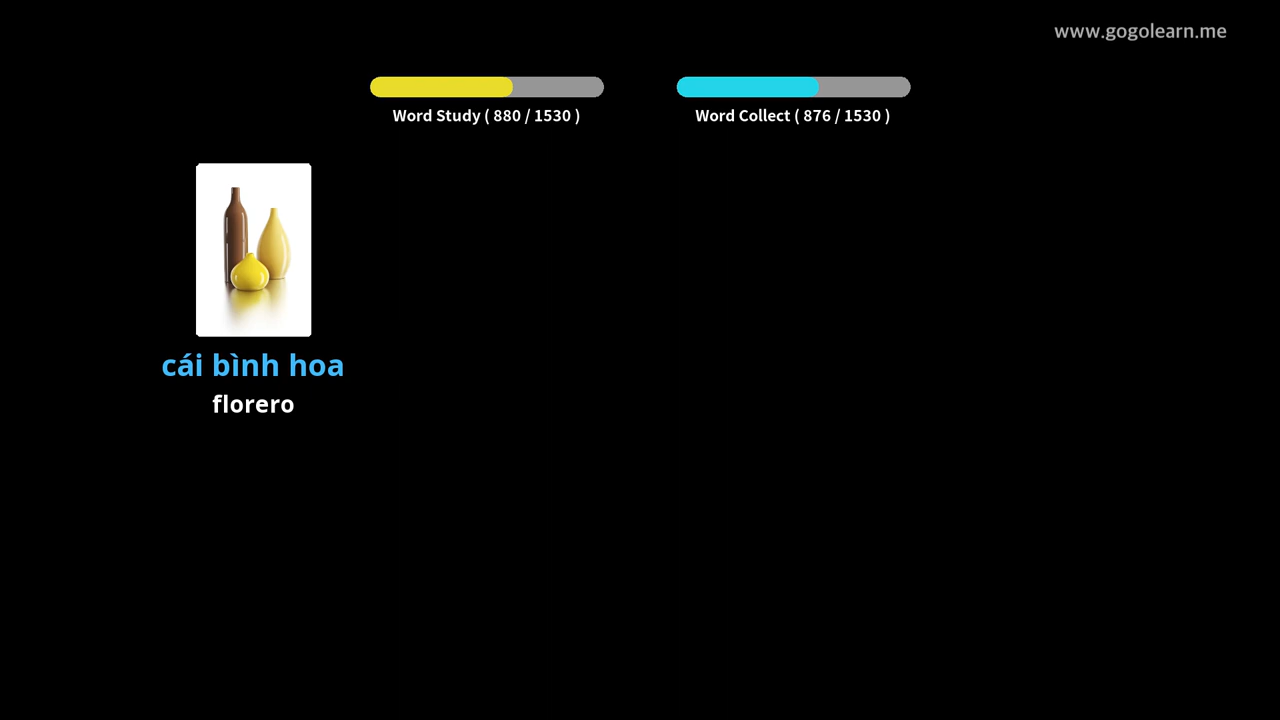 www.gogolearn.me
Word Study ( 880 / 1530 )
Word Collect ( 876 / 1530 )
cái bình hoa
florero